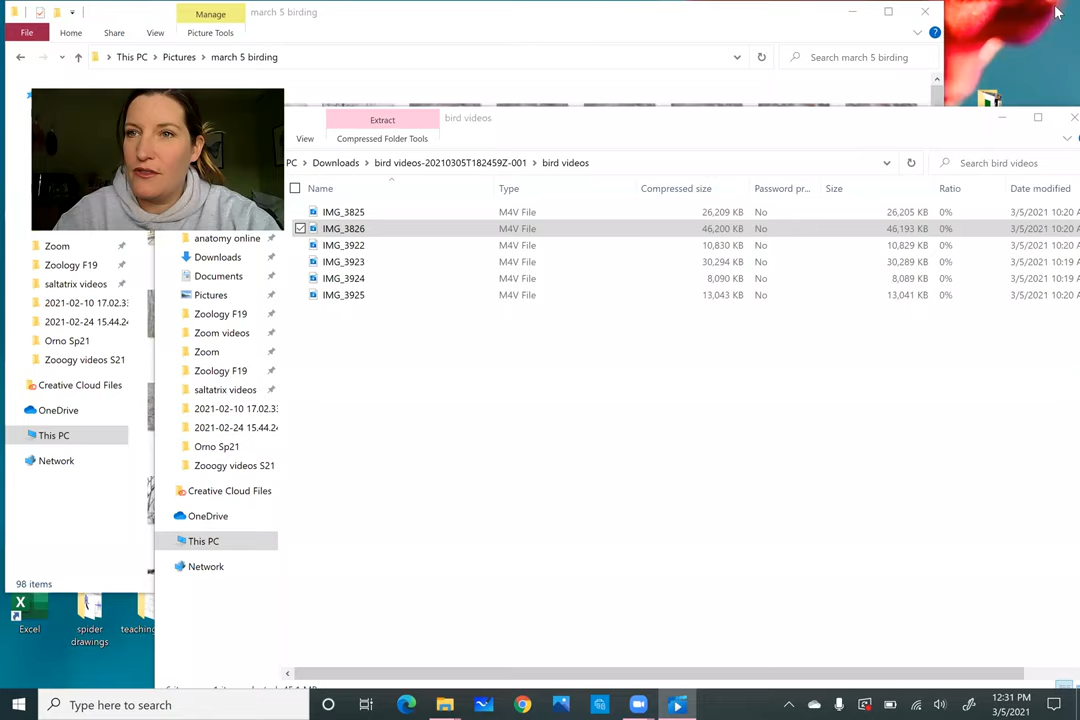 Manage
march 5 birding
File
Home
Share
View
Picture Tools
This PC > Pictures > march 5 birding
Search march 5 birding
Extract
bird videos
View
Compressed Folder Tools
PC > Downloads > bird videos-20210305T182459Z-001 > bird videos
Search bird videos
Name Type Compressed size Password pr... Size Ratio Date modified
IMG_3825 M4V File 26,209 KB No 26,205 KB 0% 3/5/2021 10:20 A
IMG_3826 M4V File 46,200 KB No 46,193 KB 0% 3/5/2021 10:20 A
IMG_3922 M4V File 10,830 KB No 10,829 KB 0% 3/5/2021 10:20 A
IMG_3923 M4V File 30,294 KB No 30,289 KB 0% 3/5/2021 10:19 A
IMG_3924 M4V File 8,090 KB No 8,089 KB 0% 3/5/2021 10:19 A
IMG_3925 M4V File 13,043 KB No 13,041 KB 0% 3/5/2021 10:20 A
Zoom
Zoology F19
saltatrix videos
2021-02-10 17.02.33
2021-02-24 15.44.24
Orno Sp21
Zooogy videos S21
Creative Cloud Files
OneDrive
This PC
Network
98 items
anatomy online
Downloads
Documents
Pictures
Zoology F19
Zoom videos
Zoom
Zoology F19
saltatrix videos
2021-02-10 17.02.33
2021-02-24 15.44.24
Orno Sp21
Zooogy videos S21
Creative Cloud Files
OneDrive
This PC
Network
Excel
spider
drawings
teaching
Type here to search
12:31 PM
3/5/2021